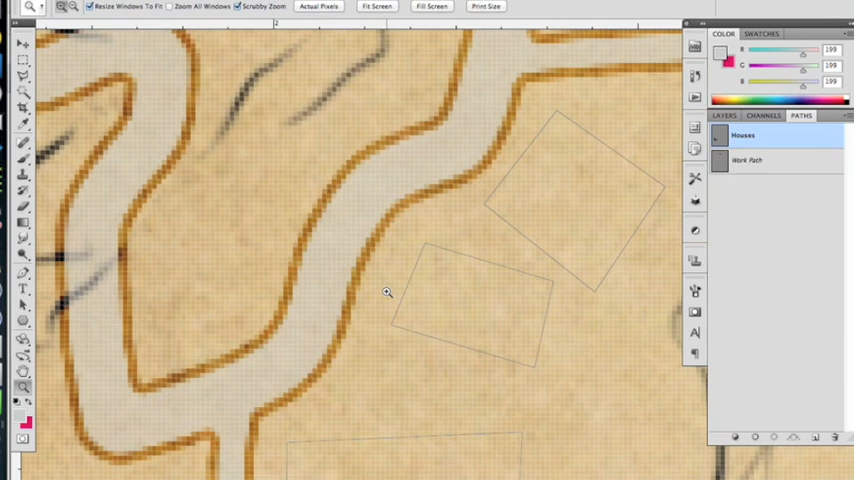 Resize Windows To Fit Zoom All Windows Scrubby Zoom Actual Pixels Fit Screen Fill Screen Print Size
2
COLOR SWATCHES
R 199
G 199
B 199
LAYERS CHANNELS PATHS
Houses
Work Path